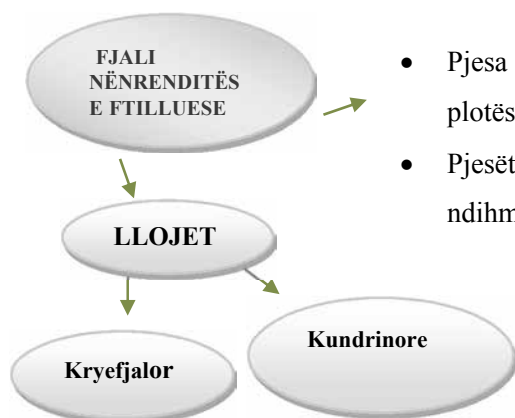 FJALI
NËNRENDITËS
E FTILLUESE
• Pjesa
plotës
• Pjesët
ndihm
LLOJET
Kryefjalor
Kundrinore